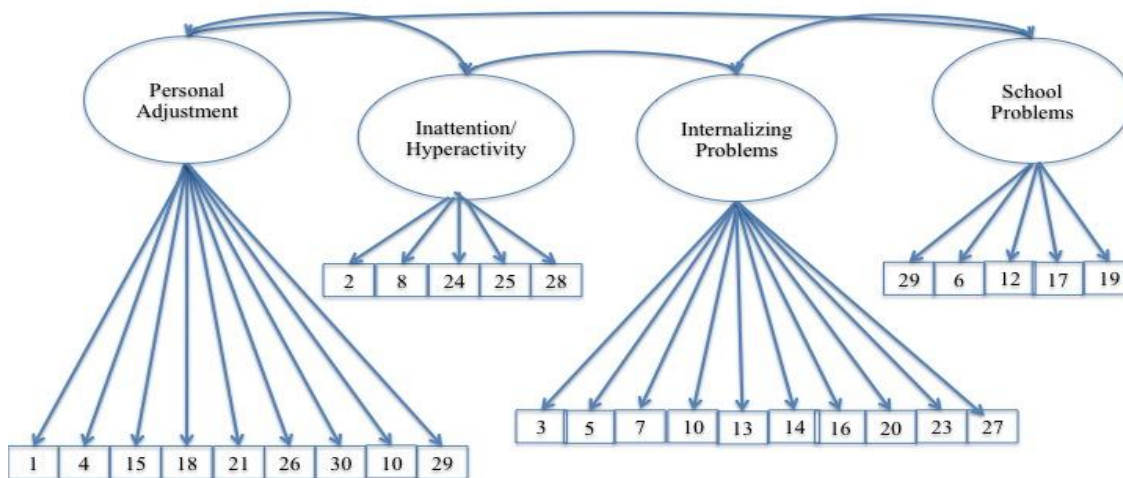 Personal
Adjustment
Inattention/
Hyperactivity
Internalizing
Problems
School
Problems
2 8 24 25 28
29 6 12 17 19
3 5 7 10 13 14 16 20 23 27
1 4 15 18 21 26 30 10 29